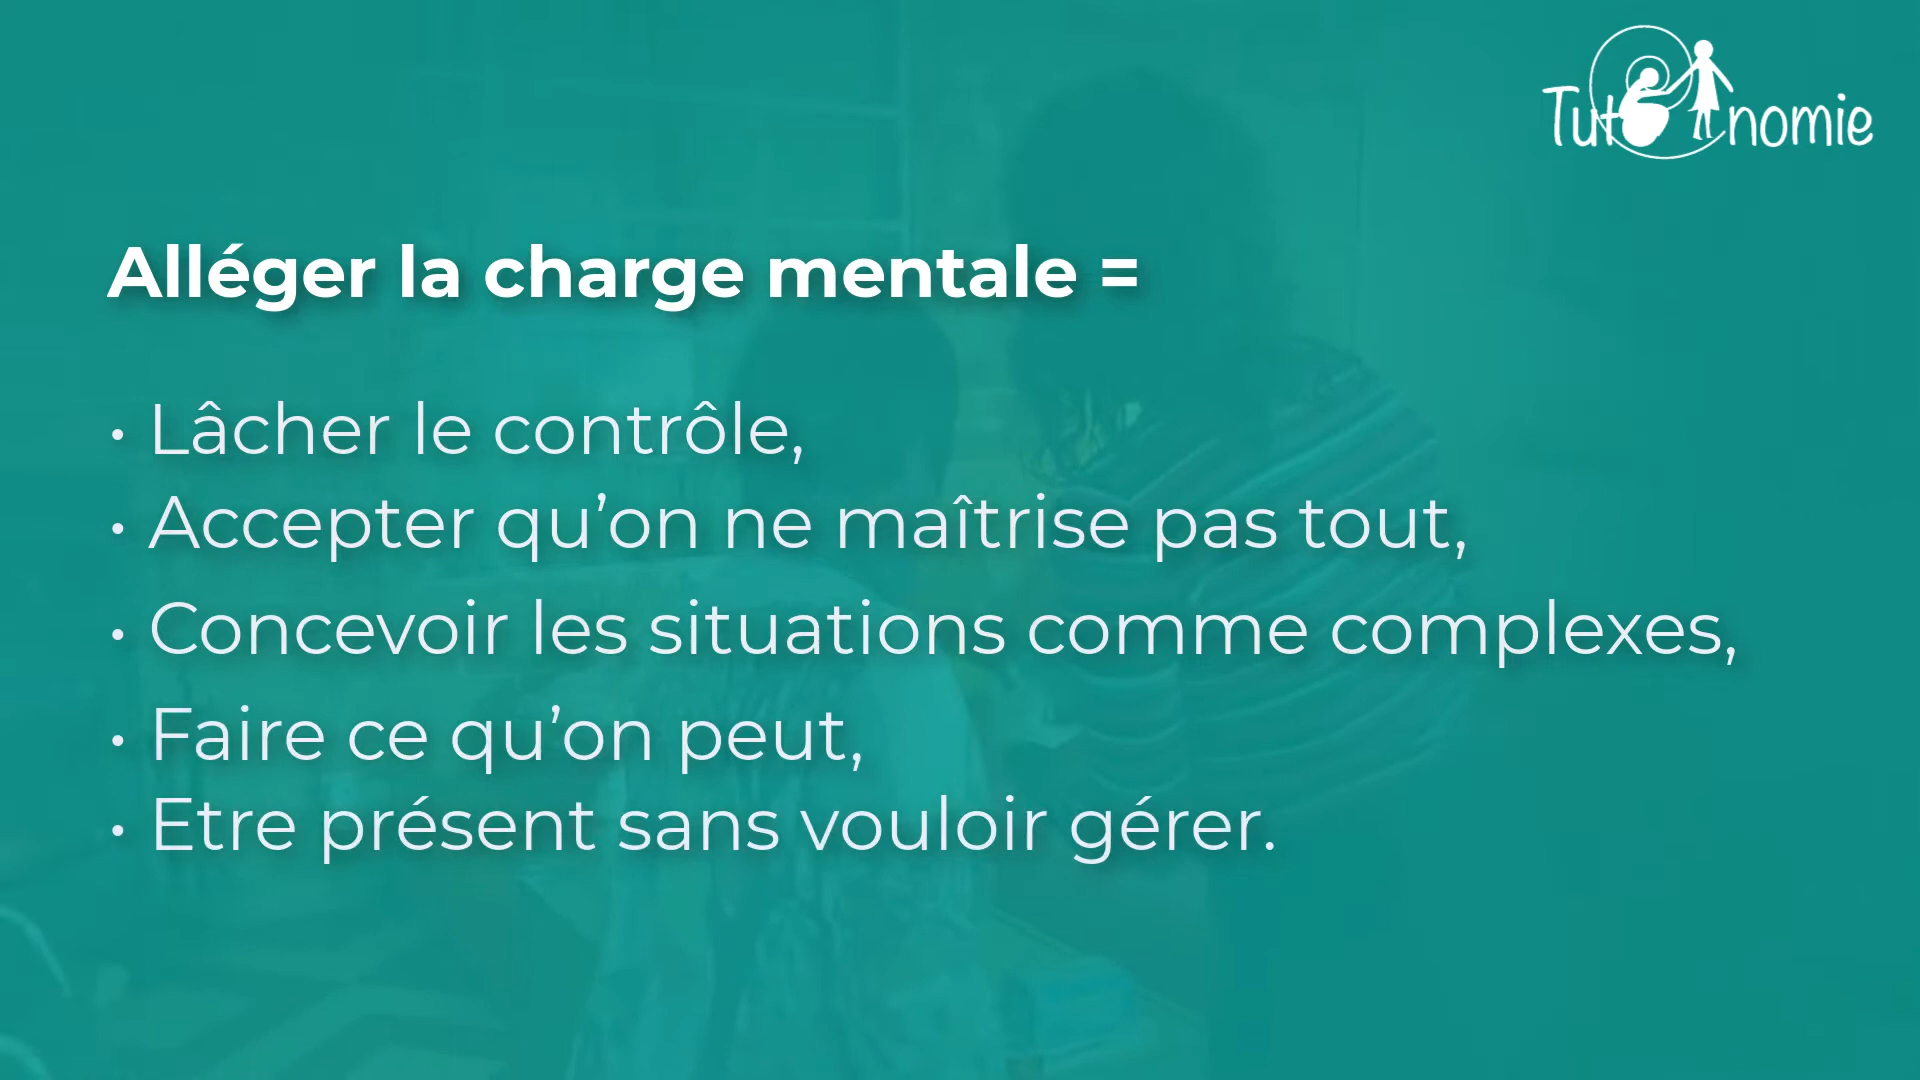 Tutonomie
Alléger la charge mentale =
• Lâcher le contrôle,
• Accepter qu’on ne maîtrise pas tout,
• Concevoir les situations comme complexes,
• Faire ce qu’on peut,
• Etre présent sans vouloir gérer.